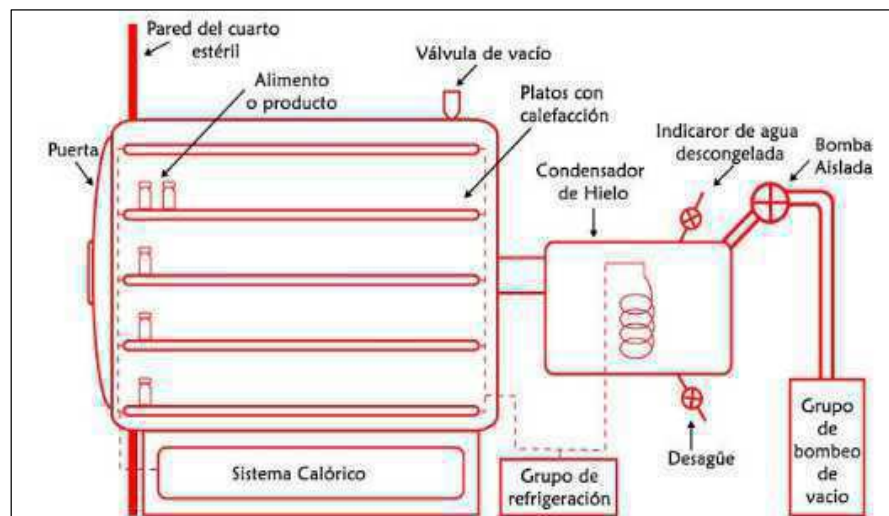 Pared del cuarto
estéril
Alimento
o producto
Puerta
Válvula de vacío
Platos con
calefacción
Condensador
de Hielo
Indicaror de agua
descongelada
Bomba
Aislada
Sistema Calórico
Grupo de
refrigeración
Desagüe
Grupo
de
bombeo
de
vacio